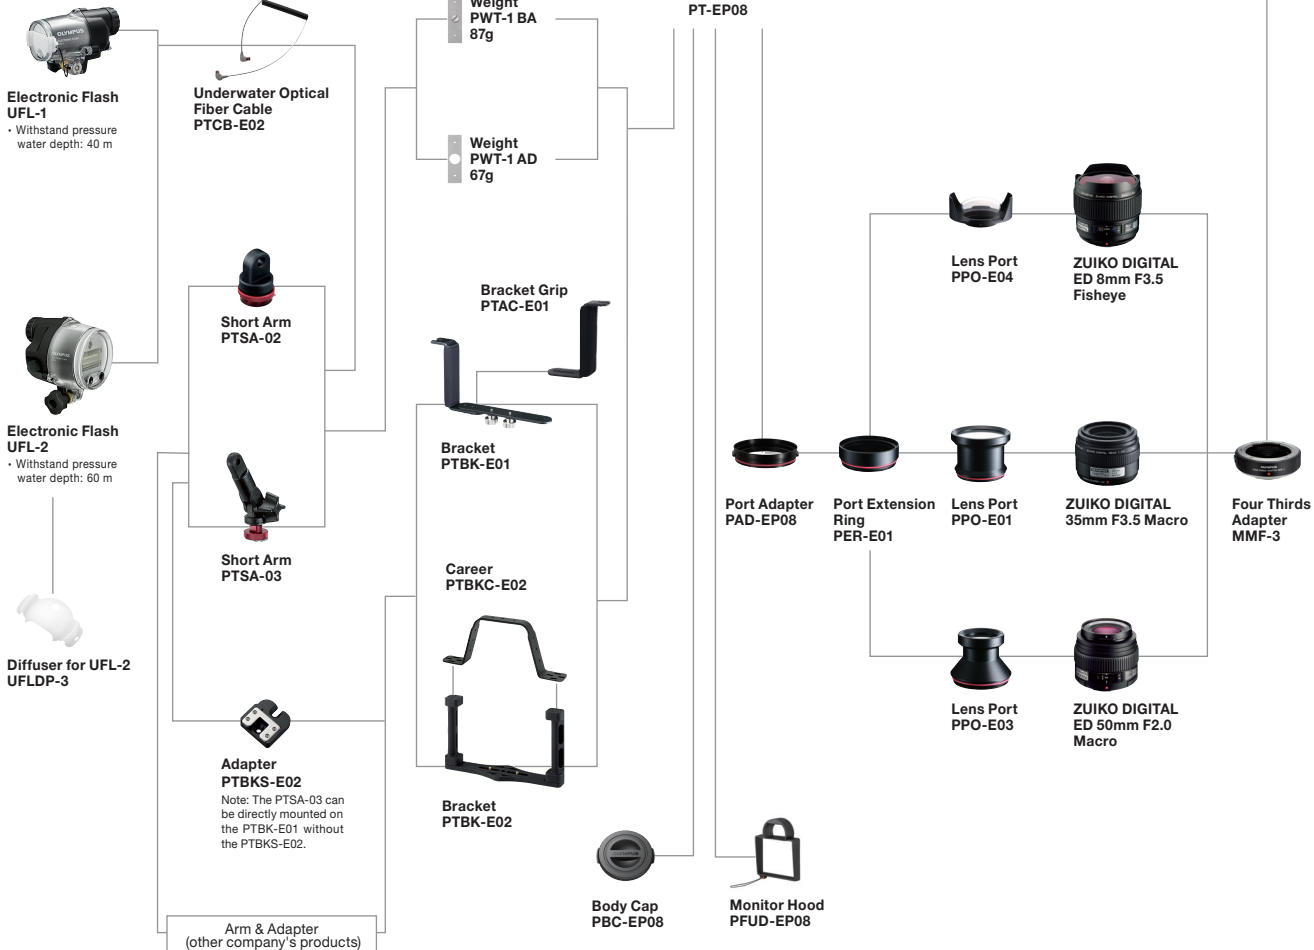 Weight
PWT-1 BA
87g
PT-EP08
OLYMPUS
Electronic Flash
UFL-1
・Withstand pressure
water depth: 40 m
Underwater Optical
Fiber Cable
PTCB-E02
Weight
PWT-1 AD
67g
Lens Port
PPO-E04
ZUIKO DIGITAL
ED 8mm F3.5
Fisheye
Short Arm
PTSA-02
Bracket Grip
PTAC-E01
Electronic Flash
UFL-2
・Withstand pressure
water depth: 60 m
Bracket
PTBK-E01
Port Adapter
PAD-EP08
Port Extension
Ring
PER-E01
Lens Port
PPO-E01
ZUIKO DIGITAL
35mm F3.5 Macro
Four Thirds
Adapter
MMF-3
Short Arm
PTSA-03
Career
PTBKC-E02
Diffuser for UFL-2
UFLDP-3
Lens Port
PPO-E03
ZUIKO DIGITAL
ED 50mm F2.0
Macro
Adapter
PTBKS-E02
Note: The PTSA-03 can
be directly mounted on
the PTBK-E01 without
the PTBKS-E02.
Bracket
PTBK-E02
Body Cap
PBC-EP08
Monitor Hood
PFUD-EP08
Arm & Adapter
(other company's products)